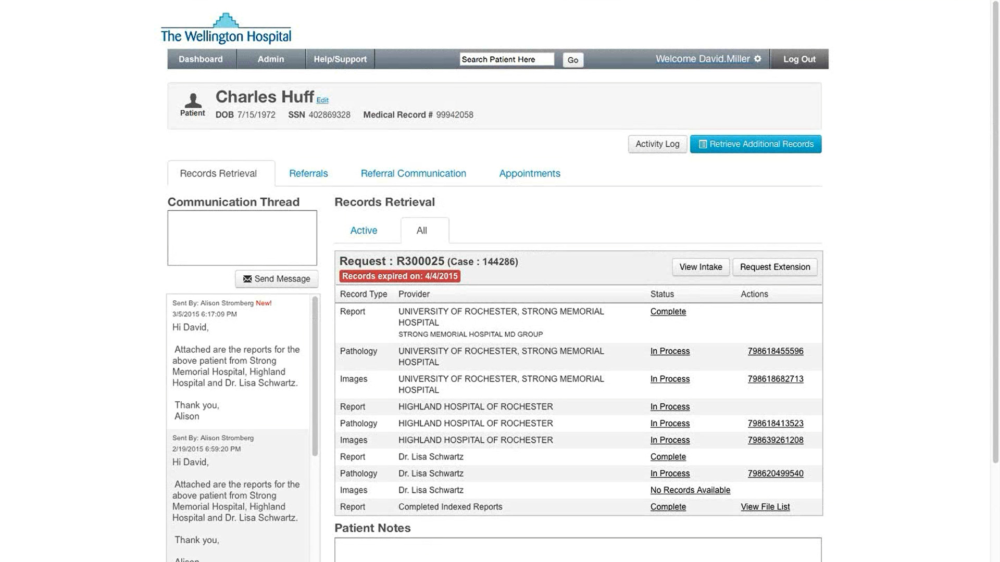 The Wellington Hospital
Dashboard Admin Help/Support Search Patient Here Go Welcome David.Miller Log Out
Charles Huff Edit
Patient
DOB 7/15/1972 SSN 402869328 Medical Record # 99942058
Activity Log Retrieve Additional Records
Records Retrieval Referrals Referral Communication Appointments
Communication Thread
Send Message
Sent By: Alison Stromberg New!
3/5/2015 6:17:09 PM
Hi David,
Attached are the reports for the
above patient from Strong
Memorial Hospital, Highland
Hospital and Dr. Lisa Schwartz.
Thank you,
Alison
Sent By: Alison Stromberg
2/19/2015 6:59:20 PM
Hi David,
Attached are the reports for the
above patient from Strong
Memorial Hospital, Highland
Hospital and Dr. Lisa Schwartz.
Thank you,
Alison
Records Retrieval
Active All
Request : R300025 (Case : 144286)
Records expired on: 4/4/2015
View Intake Request Extension
Record Type Provider Status Actions
Report UNIVERSITY OF ROCHESTER, STRONG MEMORIAL Complete
HOSPITAL
STRONG MEMORIAL HOSPITAL MD GROUP
Pathology UNIVERSITY OF ROCHESTER, STRONG MEMORIAL In Process 798618455596
HOSPITAL
Images UNIVERSITY OF ROCHESTER, STRONG MEMORIAL In Process 798618682713
HOSPITAL
Report HIGHLAND HOSPITAL OF ROCHESTER In Process
Pathology HIGHLAND HOSPITAL OF ROCHESTER In Process 798618413523
Images HIGHLAND HOSPITAL OF ROCHESTER In Process 798639261208
Report Dr. Lisa Schwartz Complete
Pathology Dr. Lisa Schwartz In Process 798620499540
Images Dr. Lisa Schwartz No Records Available
Report Completed Indexed Reports Complete View File List
Patient Notes